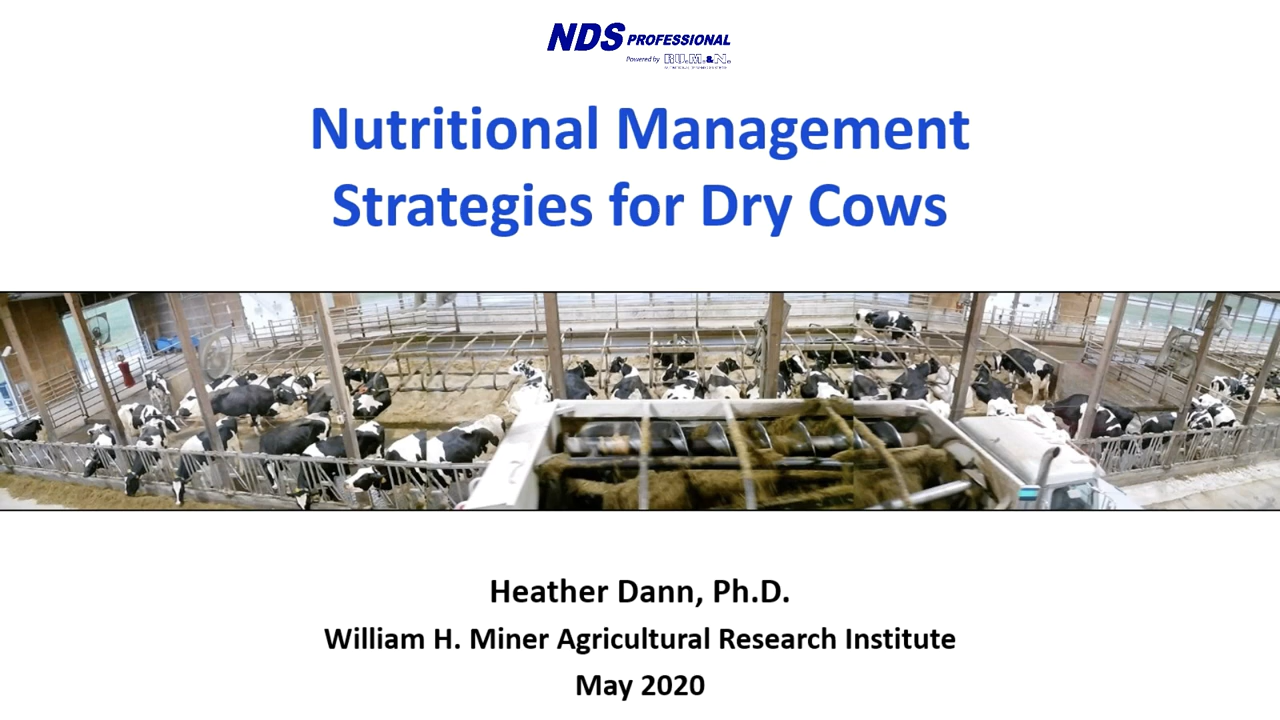 NDS PROFESSIONAL
Powered by RU.M.&N.
Nutritional Management
Strategies for Dry Cows
Heather Dann, Ph.D.
William H. Miner Agricultural Research Institute
May 2020